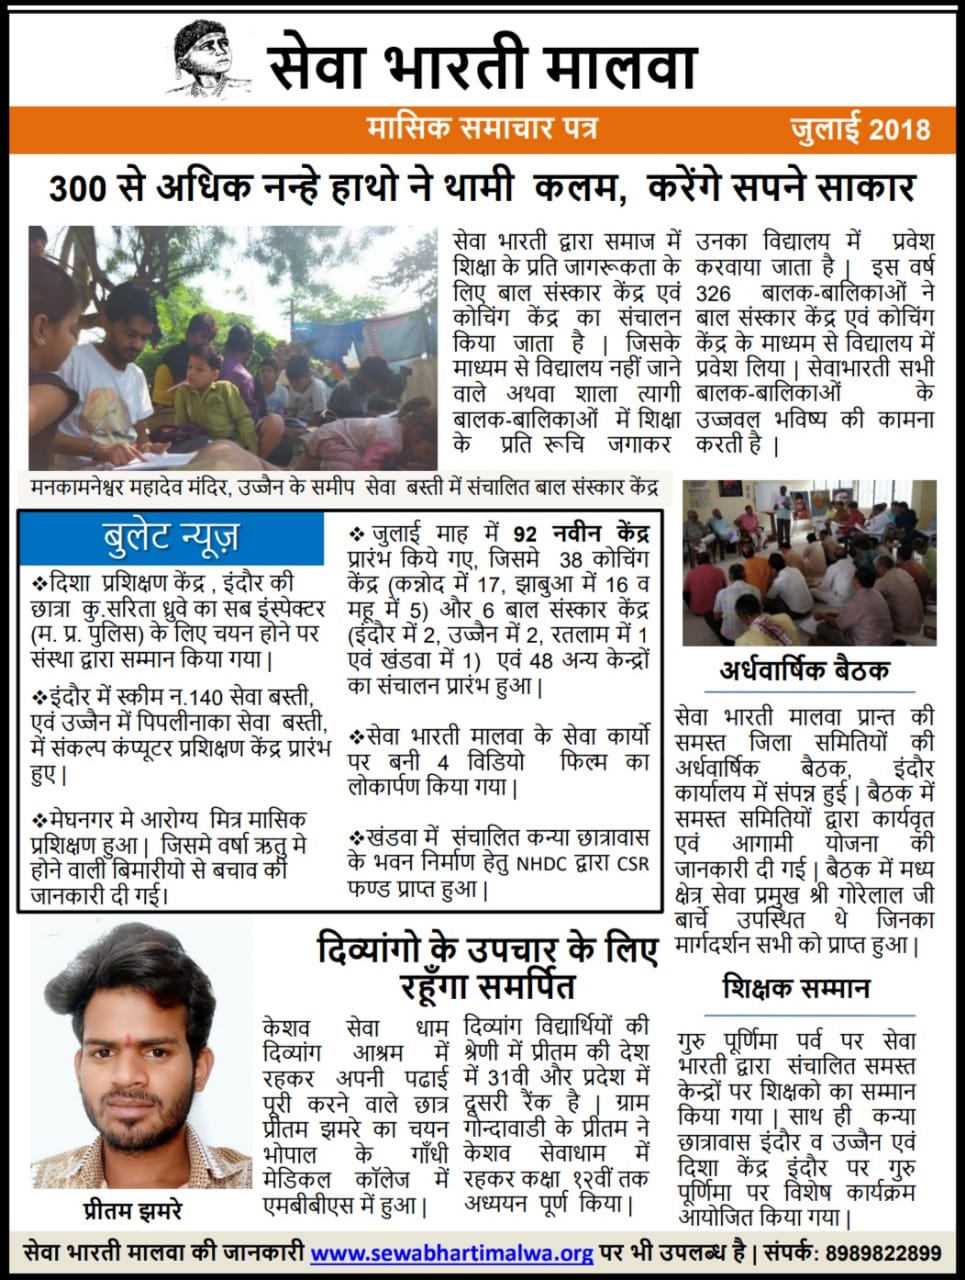 सेवा भारती मालवा
मासिक समाचार पत्र
जुलाई 2018
300 से अधिक नन्हे हाथो ने थामी कलम, करेंगे सपने साकार
सेवा भारती द्वारा समाज में
शिक्षा के प्रति जागरूकता के
लिए बाल संस्कार केंद्र एवं
कोचिंग केंद्र का संचालन
किया जाता है | जिसके
माध्यम से विद्यालय नहीं जाने
वाले अथवा शाला त्यागी
बालक-बालिकाओं में शिक्षा
के प्रति रूचि जगाकर
उनका विद्यालय में प्रवेश
करवाया जाता है | इस वर्ष
326 बालक-बालिकाओं ने
बाल संस्कार केंद्र एवं कोचिंग
केंद्र के माध्यम से विद्यालय में
प्रवेश लिया | सेवाभारती सभी
बालक-बालिकाओं के
उज्जवल भविष्य की कामना
करती है |
मनकामनेश्वर महादेव मंदिर, उज्जैन के समीप सेवा बस्ती में संचालित बाल संस्कार केंद्र
बुलेट न्यूज़
❖दिशा प्रशिक्षण केंद्र , इंदौर की
छात्रा कु.सरिता ध्रुवे का सब इंस्पेक्टर
(म. प्र. पुलिस) के लिए चयन होने पर
संस्था द्वारा सम्मान किया गया |
❖इंदौर में स्कीम न.140 सेवा बस्ती,
एवं उज्जैन में पिपलीनाका सेवा बस्ती,
में संकल्प कंप्यूटर प्रशिक्षण केंद्र प्रारंभ
हुए |
❖मेघनगर मे आरोग्य मित्र मासिक
प्रशिक्षण हुआ | जिसमे वर्षा ऋतु मे
होने वाली बिमारीयो से बचाव की
जानकारी दी गई।
❖ जुलाई माह में 92 नवीन केंद्र
प्रारंभ किये गए, जिसमे 38 कोचिंग
केंद्र (कन्नोद में 17, झाबुआ में 16 व
महू में 5) और 6 बाल संस्कार केंद्र
(इंदौर में 2, उज्जैन में 2, रतलाम में 1
एवं खंडवा में 1) एवं 48 अन्य केन्द्रों
का संचालन प्रारंभ हुआ |
❖सेवा भारती मालवा के सेवा कार्यो
पर बनी 4 विडियो फिल्म का
लोकार्पण किया गया |
❖खंडवा में संचालित कन्या छात्रावास
के भवन निर्माण हेतु NHDC द्वारा CSR
फण्ड प्राप्त हुआ |
अर्धवार्षिक बैठक
सेवा भारती मालवा प्रान्त की
समस्त जिला समितियों की
अर्धवार्षिक बैठक, इंदौर
कार्यालय में संपन्न हुई | बैठक में
समस्त समितियों द्वारा कार्यवृत
एवं आगामी योजना की
जानकारी दी गई | बैठक में मध्य
क्षेत्र सेवा प्रमुख श्री गोरेलाल जी
बार्चे उपस्थित थे जिनका
मार्गदर्शन सभी को प्राप्त हुआ |
दिव्यांगो के उपचार के लिए
रहूँगा समर्पित
केशव सेवा धाम
दिव्यांग आश्रम में
रहकर अपनी पढाई
पूरी करने वाले छात्र
प्रीतम झमरे का चयन
भोपाल के गाँधी
मेडिकल कॉलेज में
एमबीबीएस में हुआ |
दिव्यांग विद्यार्थियों की
श्रेणी में प्रीतम की देश
में 31वी और प्रदेश में
दूसरी रैंक है | ग्राम
गोन्दावाडी के प्रीतम ने
केशव सेवाधाम में
रहकर कक्षा १२वीं तक
अध्ययन पूर्ण किया |
प्रीतम झमरे
शिक्षक सम्मान
गुरु पूर्णिमा पर्व पर सेवा
भारती द्वारा संचालित समस्त
केन्द्रों पर शिक्षको का सम्मान
किया गया | साथ ही कन्या
छात्रावास इंदौर व उज्जैन एवं
दिशा केंद्र इंदौर पर गुरु
पूर्णिमा पर विशेष कार्यक्रम
आयोजित किया गया |
सेवा भारती मालवा की जानकारी www.sewabhartimalwa.org पर भी उपलब्ध है | संपर्क: 8989822899